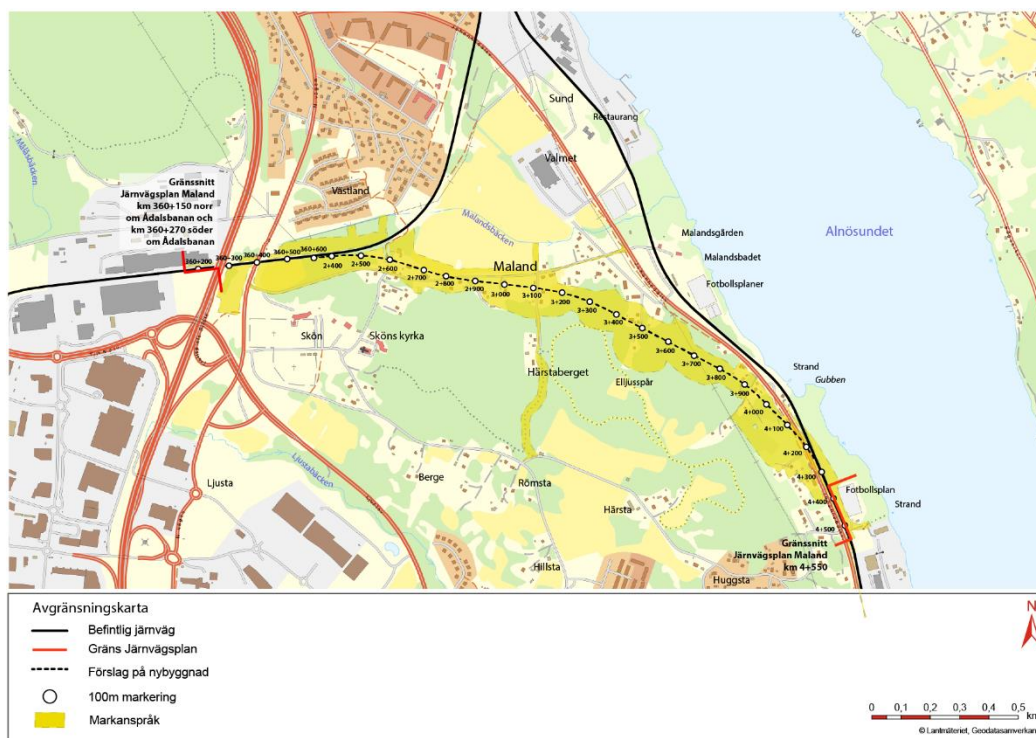 Sund
Restaurang
Valmet
Mälasbäcken
Västland
Gränssnitt
Järnvägsplan Maland
km 360+150 norr
om Ådalsbanan och
km 360+270 söder
om Ådalsbanan
Målandsbäcken
Malandsgården
Alnösundet
Malandsbadet
Maland
Fotbollsplaner
360+200
360+300
360+400
360+500
360+600
2+400
2+500
2+600
2+700
2+800
2+900
3+000
3+100
3+200
3+300
3+400
3+500
3+600
3+700
3+800
3+900
4+000
4+100
4+200
4+300
4+400
4+500
Skön
Sköns kyrka
Härstaberget
Elljusspår
Strand
Gubben
Ljusta
Ljustabäcken
Berge
Römsta
Härsta
Fotbollsplan
Strand
Gränssnitt
Järnvägsplan Maland
km 4+550
Hillsta
Huggsta
Avgränsningskarta
Befintlig järnväg
Gräns Järnvägsplan
Förslag på nybyggnad
100m markering
Markanspråk
N
0 0,1 0,2 0,3 0,4 0,5
km
© Lantmäteriet, Geodatasamverkan